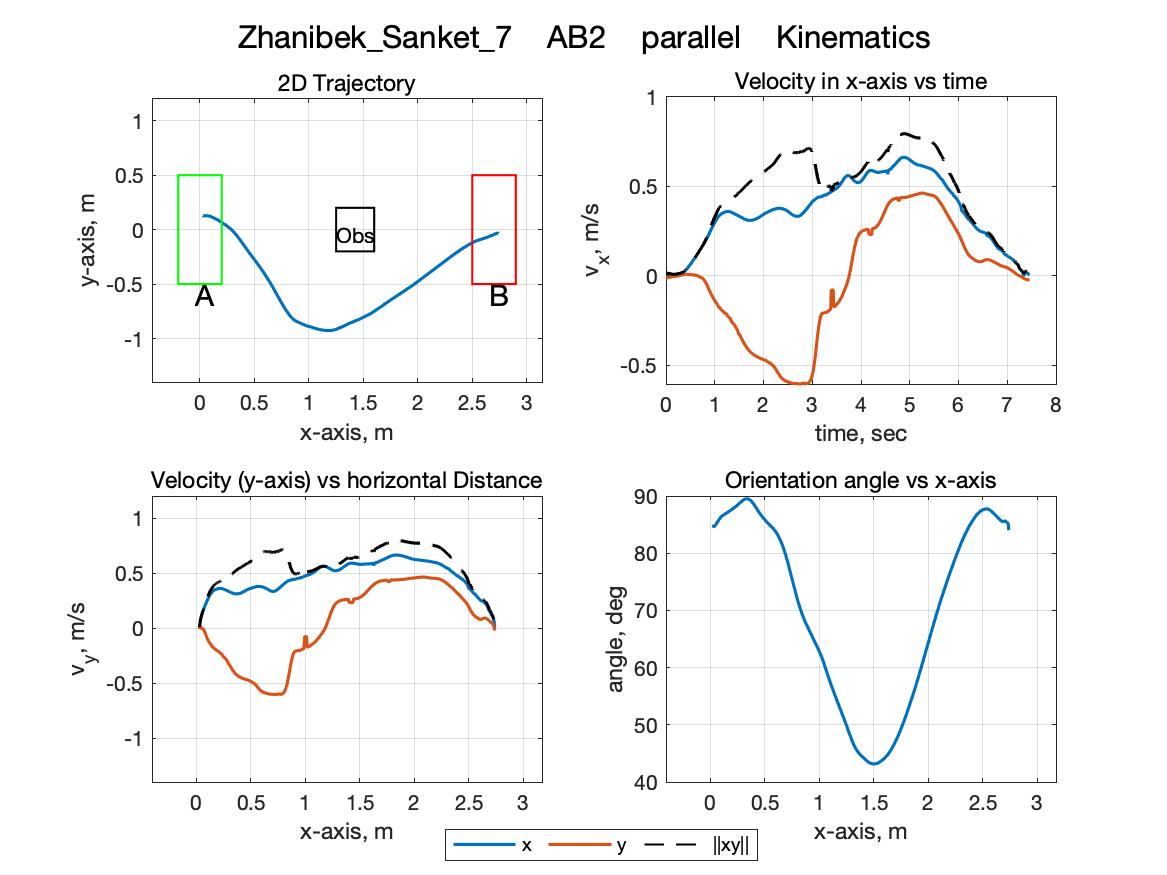 Zhanibek_Sanket_7 AB2 parallel Kinematics
2D Trajectory
1
0.5
0
-0.5
-1
y-axis, m
Obs
A
B
0 0.5 1 1.5 2 2.5 3
x-axis, m
Velocity in x-axis vs time
1
0.5
0
-0.5
v_x, m/s
0 1 2 3 4 5 6 7 8
time, sec
Velocity (y-axis) vs horizontal Distance
1
0.5
0
-0.5
-1
v_y, m/s
0 0.5 1 1.5 2 2.5 3
x-axis, m
Orientation angle vs x-axis
90
80
70
60
50
40
angle, deg
0 0.5 1 1.5 2 2.5 3
x-axis, m
x y ||xy||